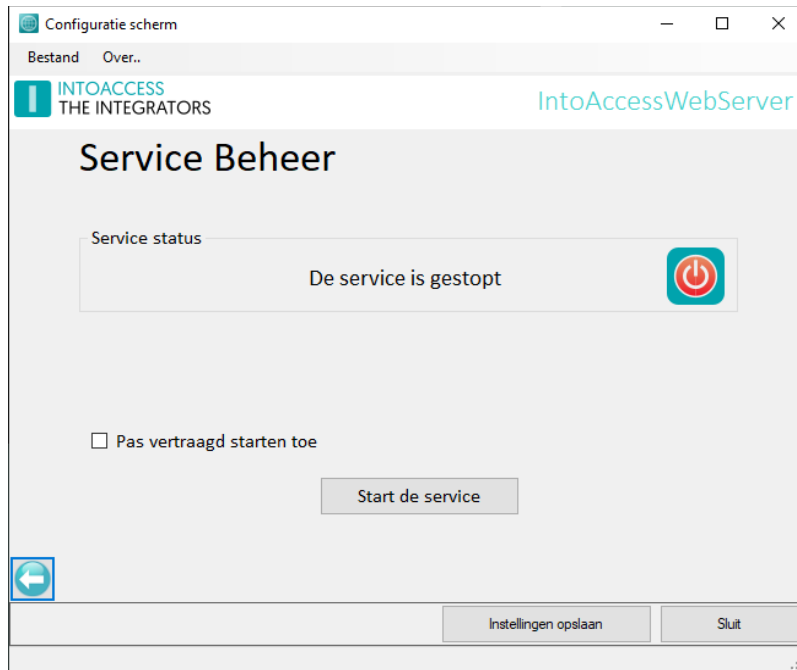 Configuratie scherm
Bestand Over..
INTOACCESS
THE INTEGRATORS
IntoAccessWebServer
Service Beheer
Service status
De service is gestopt
Pas vertraagd starten toe
Start de service
Instellingen opslaan Sluit